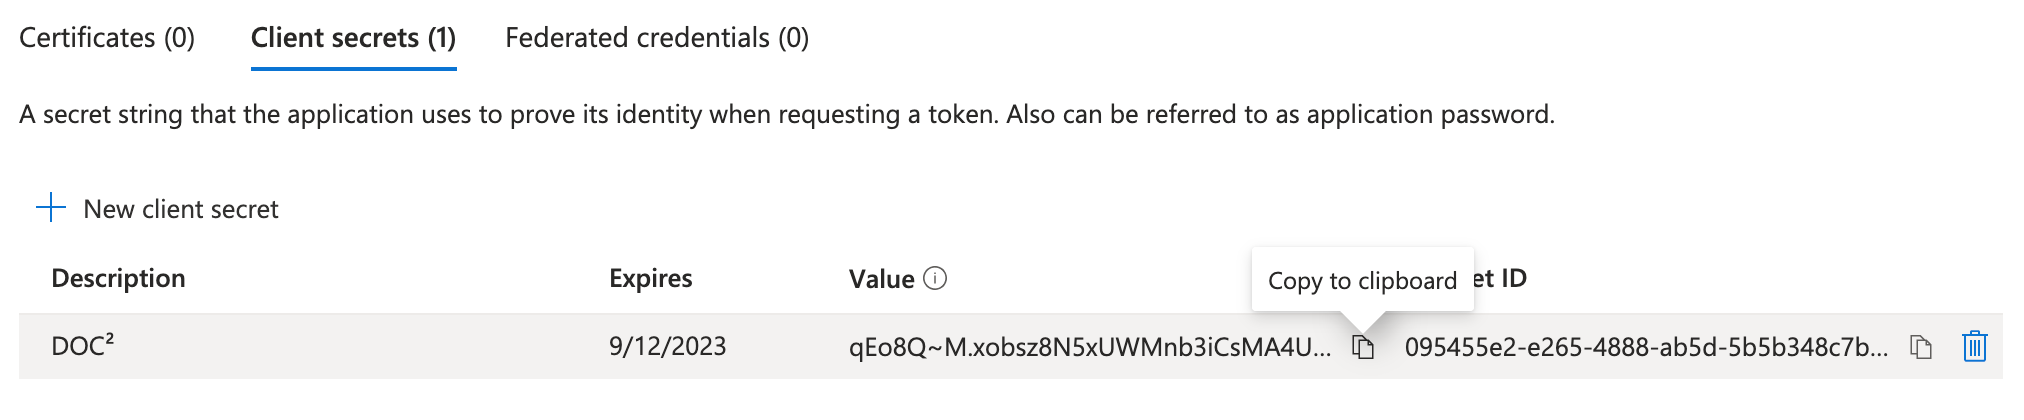 Certificates (0) Client secrets (1) Federated credentials (0)
A secret string that the application uses to prove its identity when requesting a token. Also can be referred to as application password.
New client secret
Description Expires Value Copy to clipboard et ID
DOC² 9/12/2023 qEo8Q~M.xobsz8N5xUWMnb3iCsMA4U... 095455e2-e265-4888-ab5d-5b5b348c7b...